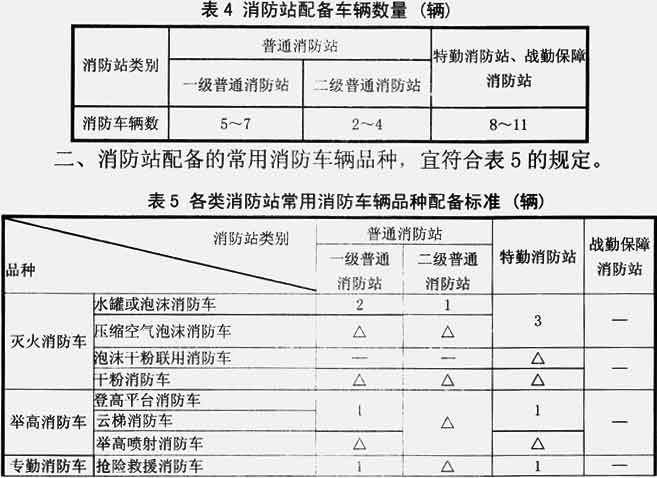 表4 消防站配备车辆数量(辆)
消防站类别 普通消防站 特勤消防站、战勤保障消防站
一级普通消防站 二级普通消防站
消防车辆数 5~7 2~4 8~11
二、消防站配备的常用消防车辆品种，宜符合表5的规定。
表5 各类消防站常用消防车辆品种配备标准(辆)
消防站类别 普通消防站 特勤消防站 战勤保障消防站
品种 一级普通消防站 二级普通消防站
灭火消防车 水罐或泡沫消防车 2 1 3 —
压缩空气泡沫消防车 △ △
泡沫干粉联用消防车 — — △ —
干粉消防车 △ △ △
举高消防车 登高平台消防车 1 △ 1 —
云梯消防车
举高喷射消防车 △ △
专勤消防车 抢险救援消防车 1 △ 1 —